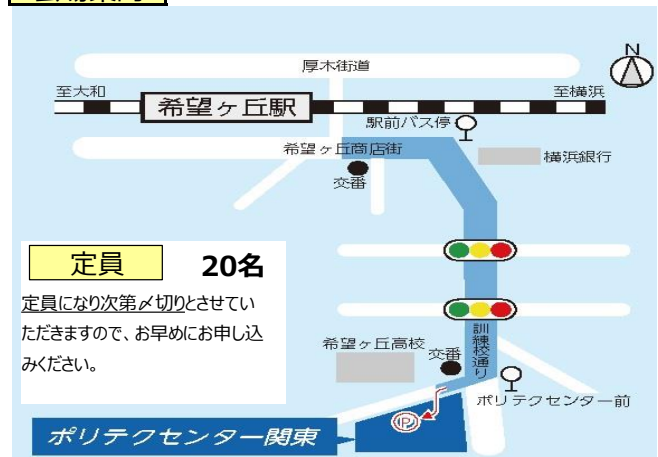 N
厚木街道
至大和
至横浜
希望ヶ丘駅
駅前バス停
希望ヶ丘商店街
横浜銀行
交番
定員
20名
定員になり次第〆切りとさせてい
ただきますので、お早めにお申し込
みください。
訓練校通り
希望ヶ丘高校
交番
ポリテクセンター前
P
ポリテクセンター関東